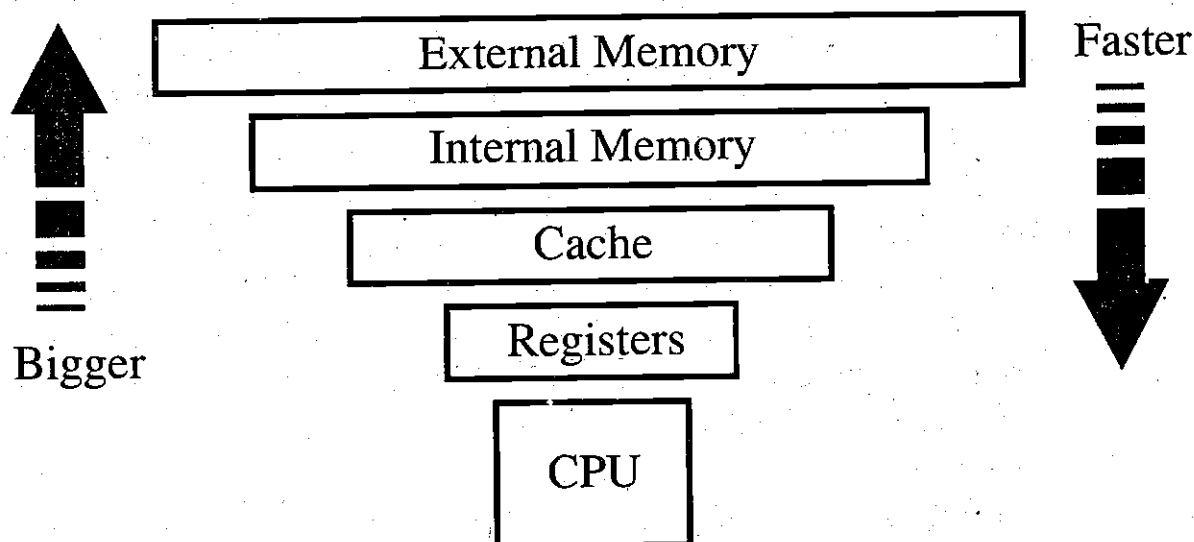 External Memory
Faster
Internal Memory
Cache
Registers
Bigger
CPU